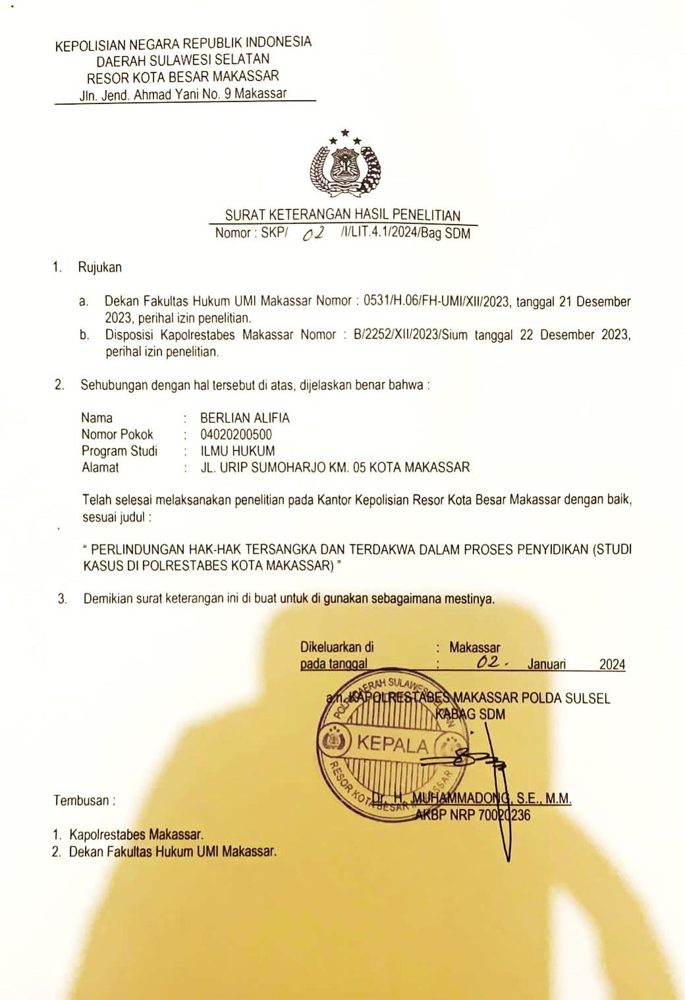 KEPOLISIAN NEGARA REPUBLIK INDONESIA
DAERAH SULAWESI SELATAN
RESOR KOTA BESAR MAKASSAR
Jln. Jend. Ahmad Yani No. 9 Makassar
SURAT KETERANGAN HASIL PENELITIAN
Nomor : SKP/ 02 /I/LIT.4.1/2024/Bag SDM
1. Rujukan
a. Dekan Fakultas Hukum UMI Makassar Nomor : 0531/H.06/FH-UMI/XII/2023, tanggal 21 Desember
2023, perihal izin penelitian.
b. Disposisi Kapolrestabes Makassar Nomor : B/2252/XII/2023/Sium tanggal 22 Desember 2023,
perihal izin penelitian.
2. Sehubungan dengan hal tersebut di atas, dijelaskan benar bahwa :
Nama : BERLIAN ALIFIA
Nomor Pokok : 04020200500
Program Studi : ILMU HUKUM
Alamat : JL. URIP SUMOHARJO KM. 05 KOTA MAKASSAR
Telah selesai melaksanakan penelitian pada Kantor Kepolisian Resor Kota Besar Makassar dengan baik,
sesuai judul :
“ PERLINDUNGAN HAK-HAK TERSANGKA DAN TERDAKWA DALAM PROSES PENYIDIKAN (STUDI
KASUS DI POLRESTABES KOTA MAKASSAR) ”
3. Demikian surat keterangan ini di buat untuk di gunakan sebagaimana mestinya.
Dikeluarkan di : Makassar
pada tanggal : 02. Januari 2024
a.n. KAPOLRESTABES MAKASSAR POLDA SULSEL
KABAG SDM
KEPALA
RESOR KOTA BESAR MAKASSAR
Dr. H. MUHAMMADONG, S.E., M.M.
AKBP NRP 70020236
Tembusan :
1. Kapolrestabes Makassar.
2. Dekan Fakultas Hukum UMI Makassar.